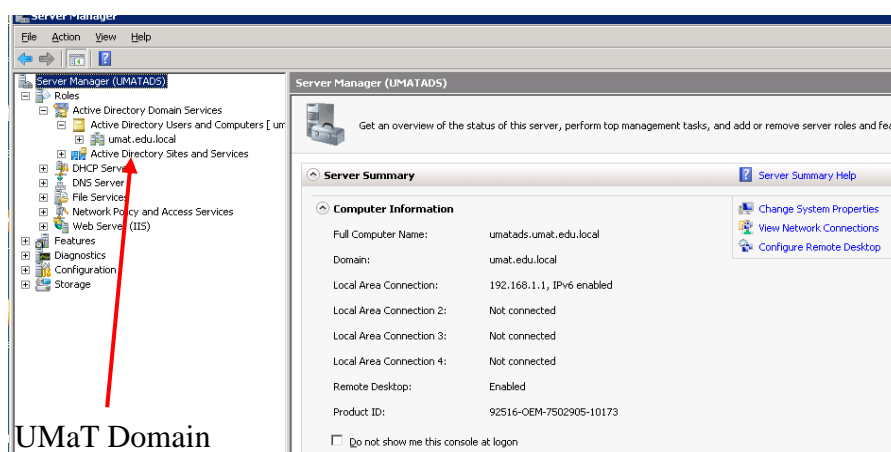 Server Manager
File Action View Help
Server Manager (UMATADS)
Roles
Active Directory Domain Services
Active Directory Users and Computers [ um
umat.edu.local
Active Directory Sites and Services
DHCP Server
DNS Server
File Services
Network Policy and Access Services
Web Server (IIS)
Features
Diagnostics
Configuration
Storage
UMaT Domain
Server Manager (UMATADS)
Get an overview of the status of this server, perform top management tasks, and add or remove server roles and fea
Server Summary
Server Summary Help
Computer Information
Full Computer Name: umatads.umat.edu.local
Domain: umat.edu.local
Local Area Connection: 192.168.1.1, IPv6 enabled
Local Area Connection 2: Not connected
Local Area Connection 3: Not connected
Local Area Connection 4: Not connected
Remote Desktop: Enabled
Product ID: 92516-OEM-7502905-10173
Do not show me this console at logon
Change System Properties
View Network Connections
Configure Remote Desktop